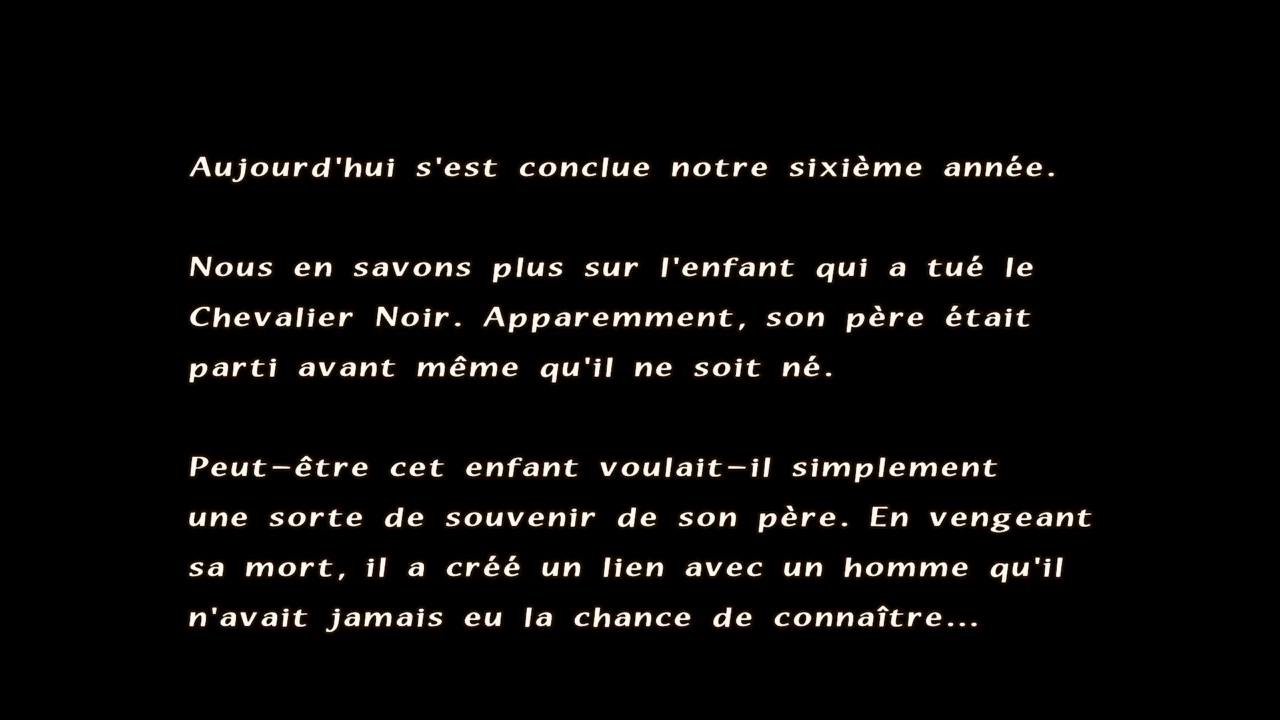 Aujourd'hui s'est conclue notre sixième année.
Nous en savons plus sur l'enfant qui a tué le
Chevalier Noir. Apparemment, son père était
parti avant même qu'il ne soit né.
Peut-être cet enfant voulait-il simplement
une sorte de souvenir de son père. En vengeant
sa mort, il a créé un lien avec un homme qu'il
n'avait jamais eu la chance de connaître...